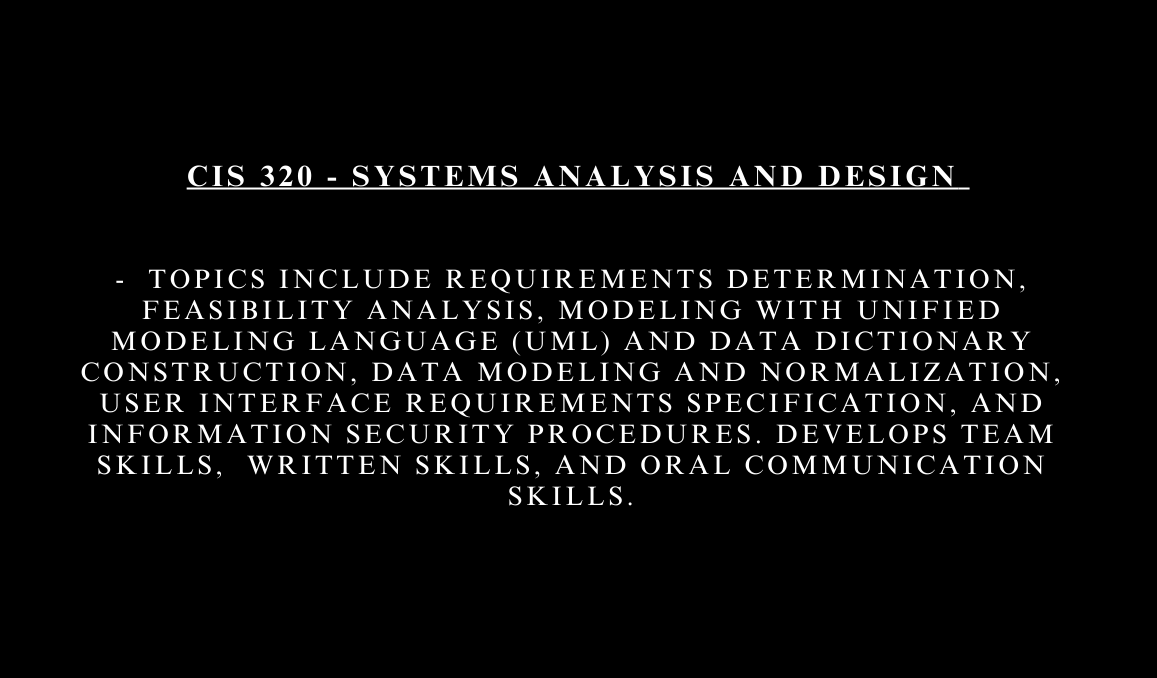 CIS 320 - SYSTEMS ANALYSIS AND DESIGN
- TOPICS INCLUDE REQUIREMENTS DETERMINATION,
FEASIBILITY ANALYSIS, MODELING WITH UNIFIED
MODELING LANGUAGE (UML) AND DATA DICTIONARY
CONSTRUCTION, DATA MODELING AND NORMALIZATION,
USER INTERFACE REQUIREMENTS SPECIFICATION, AND
INFORMATION SECURITY PROCEDURES. DEVELOPS TEAM
SKILLS,  WRITTEN SKILLS, AND ORAL COMMUNICATION
SKILLS.